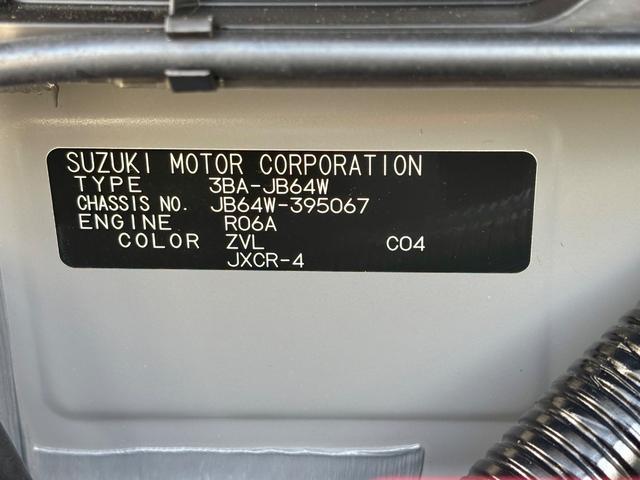 SUZUKI MOTOR CORPORATION
TYPE 3BA-JB64W
CHASSIS NO. JB64W-395067
ENGINE R06A
COLOR ZVL C04
JXCR-4